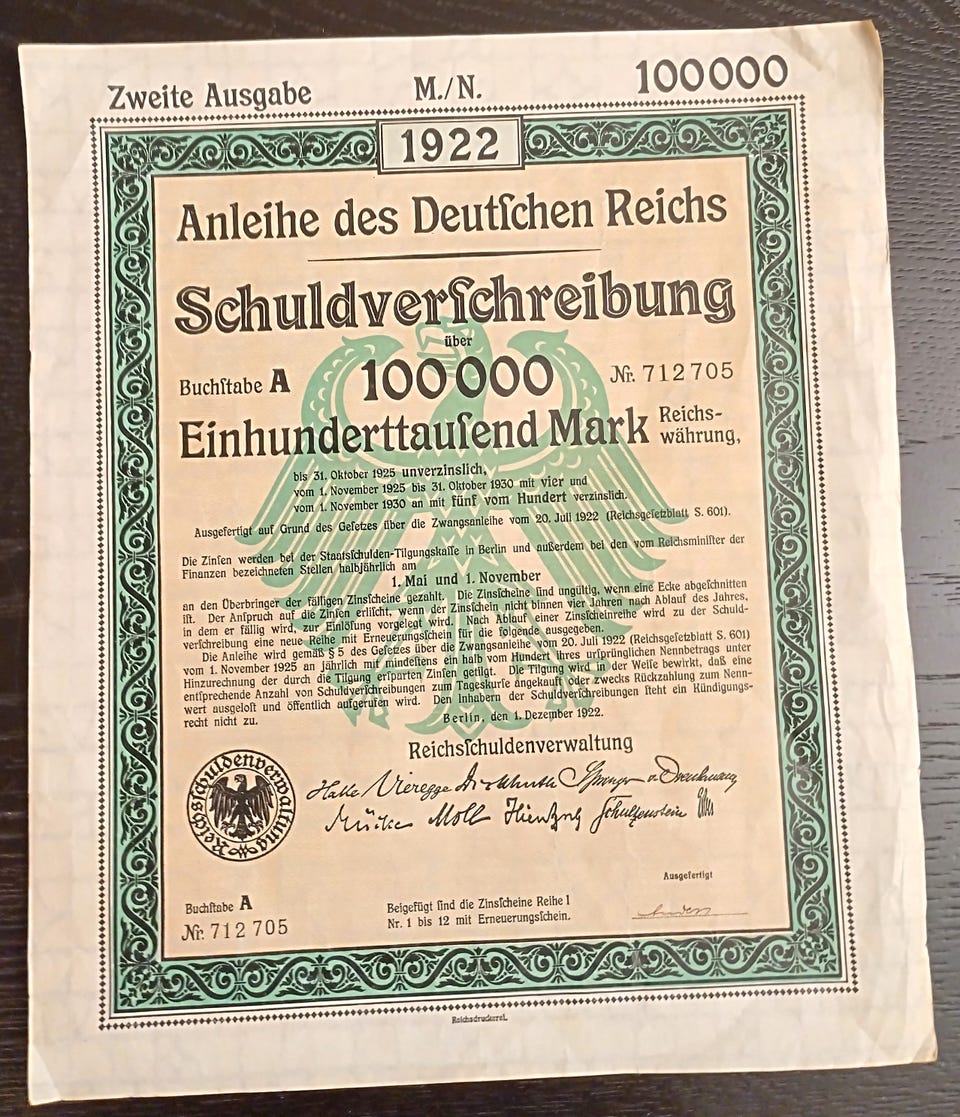 Zweite Ausgabe M./N. 100000
1922
Anleihe des Deutſchen Reichs
Schuldverſchreibung
über
Buchſtabe A 100000 Nr. 712705
Einhunderttauſend Mark Reichs-
währung,
bis 31. Oktober 1925 unverzinslich,
vom 1. November 1925 bis 31. Oktober 1930 mit vier und
vom 1. November 1930 an mit fünf vom Hundert verzinslich.
Ausgefertigt auf Grund des Geſetzes über die Zwangsanleihe vom 20. Juli 1922 (Reichsgeſetzblatt S. 601).
Die Zinſen werden bei der Staatsſchulden-Tilgungskaſſe in Berlin und außerdem bei den vom Reichsminiſter der
Finanzen bezeichneten Stellen halbjährlich am
1. Mai und 1. November
an den Überbringer der fälligen Zinsſcheine gezahlt. Die Zinsſcheine ſind ungültig, wenn eine Ecke abgeſchnitten
iſt. Der Anſpruch auf die Zinſen erliſcht, wenn der Zinsſchein nicht binnen vier Jahren nach Ablauf des Jahres,
in dem er fällig wird, zur Einlöſung vorgelegt wird. Nach Ablauf einer Zinsſcheinreihe wird zu der Schuld-
verſchreibung eine neue Reihe mit Erneuerungsſchein für die folgende ausgegeben.
Die Anleihe wird gemäß § 5 des Geſetzes über die Zwangsanleihe vom 20. Juli 1922 (Reichsgeſetzblatt S. 601)
vom 1. November 1925 an jährlich mit mindeſtens ein halb vom Hundert ihres urſprünglichen Nennbetrags unter
Hinzurechnung der durch die Tilgung erſparten Zinſen getilgt. Die Tilgung wird in der Weiſe bewirkt, daß eine
entſprechende Anzahl von Schuldverſchreibungen zum Tageskurſe angekauft oder zwecks Rückzahlung zum Nenn-
wert ausgeloſt und öffentlich aufgerufen wird. Den Inhabern der Schuldverſchreibungen ſteht ein Kündigungs-
recht nicht zu.
Berlin, den 1. Dezember 1922.
Reichsſchuldenverwaltung
Reichsſchuldenverwaltung
Halle Vieregge Springer
Mücke Moll Schulzenstein
Ausgefertigt
Buchſtabe A
Nr. 712705
Beigefügt ſind die Zinsſcheine Reihe I
Nr. 1 bis 12 mit Erneuerungsſchein.
Reichsdruckerei.